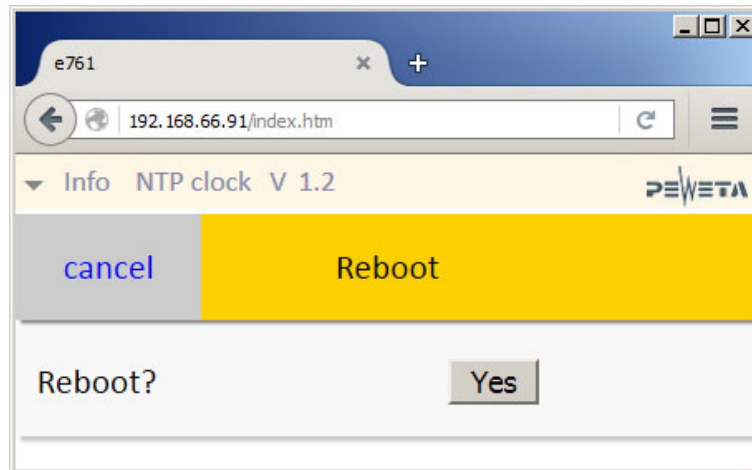 e761
192.168.66.91/index.htm
Info NTP clock V 1.2
PEWETA
cancel Reboot
Reboot? Yes